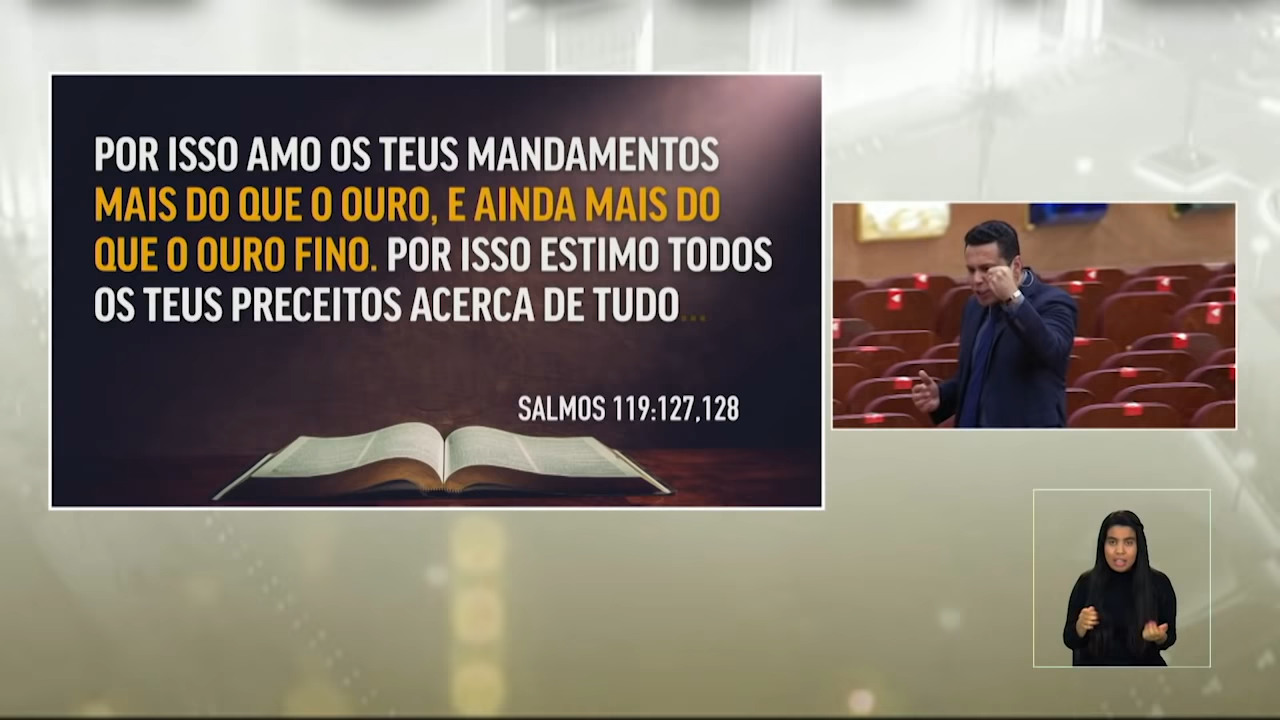 POR ISSO AMO OS TEUS MANDAMENTOS
MAIS DO QUE O OURO, E AINDA MAIS DO
QUE O OURO FINO. POR ISSO ESTIMO TODOS
OS TEUS PRECEITOS ACERCA DE TUDO...
SALMOS 119:127,128